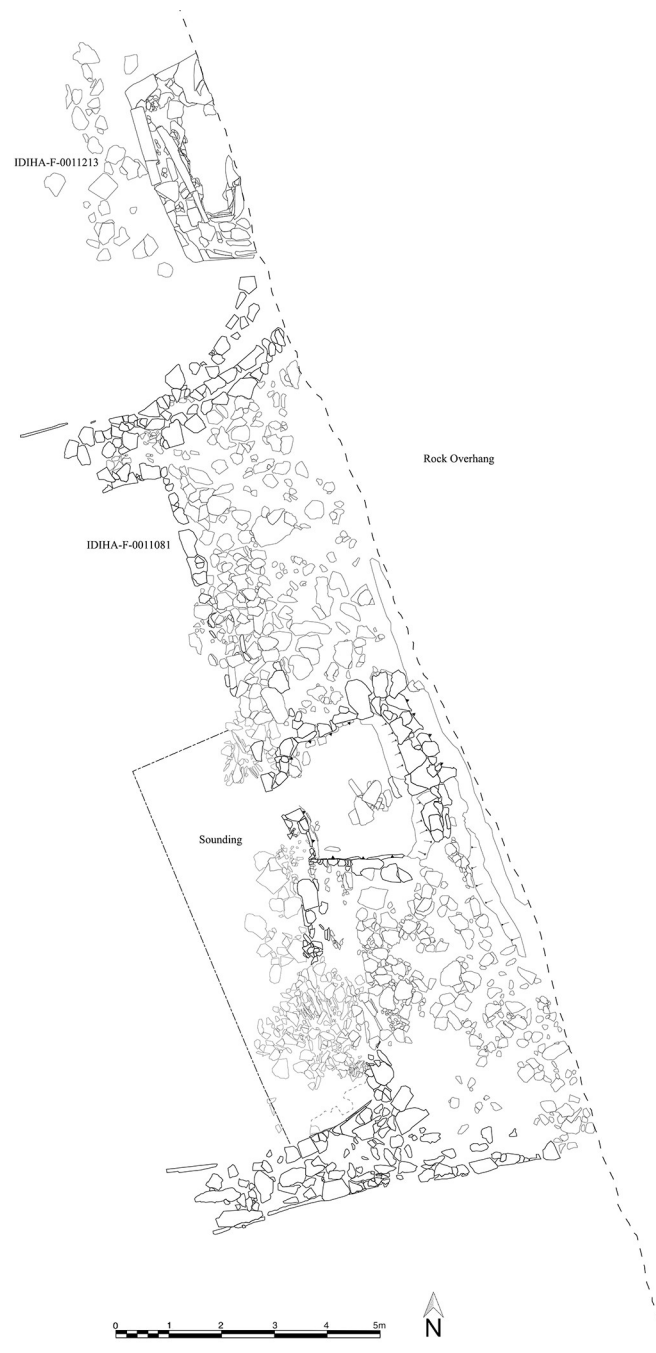 IDIHA-F-0011213
Rock Overhang
IDIHA-F-0011081
Sounding
0 1 2 3 4 5m
N